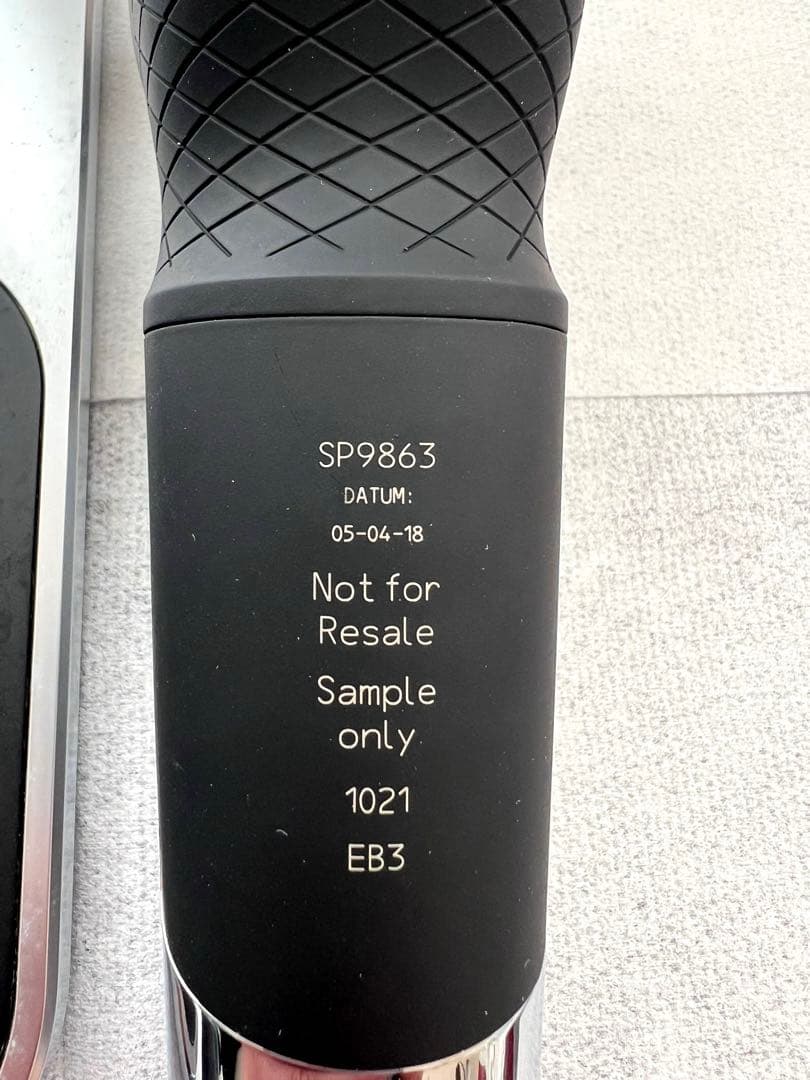 SP9863
DATUM:
05-04-18
Not for
Resale
Sample
only
1021
EB3